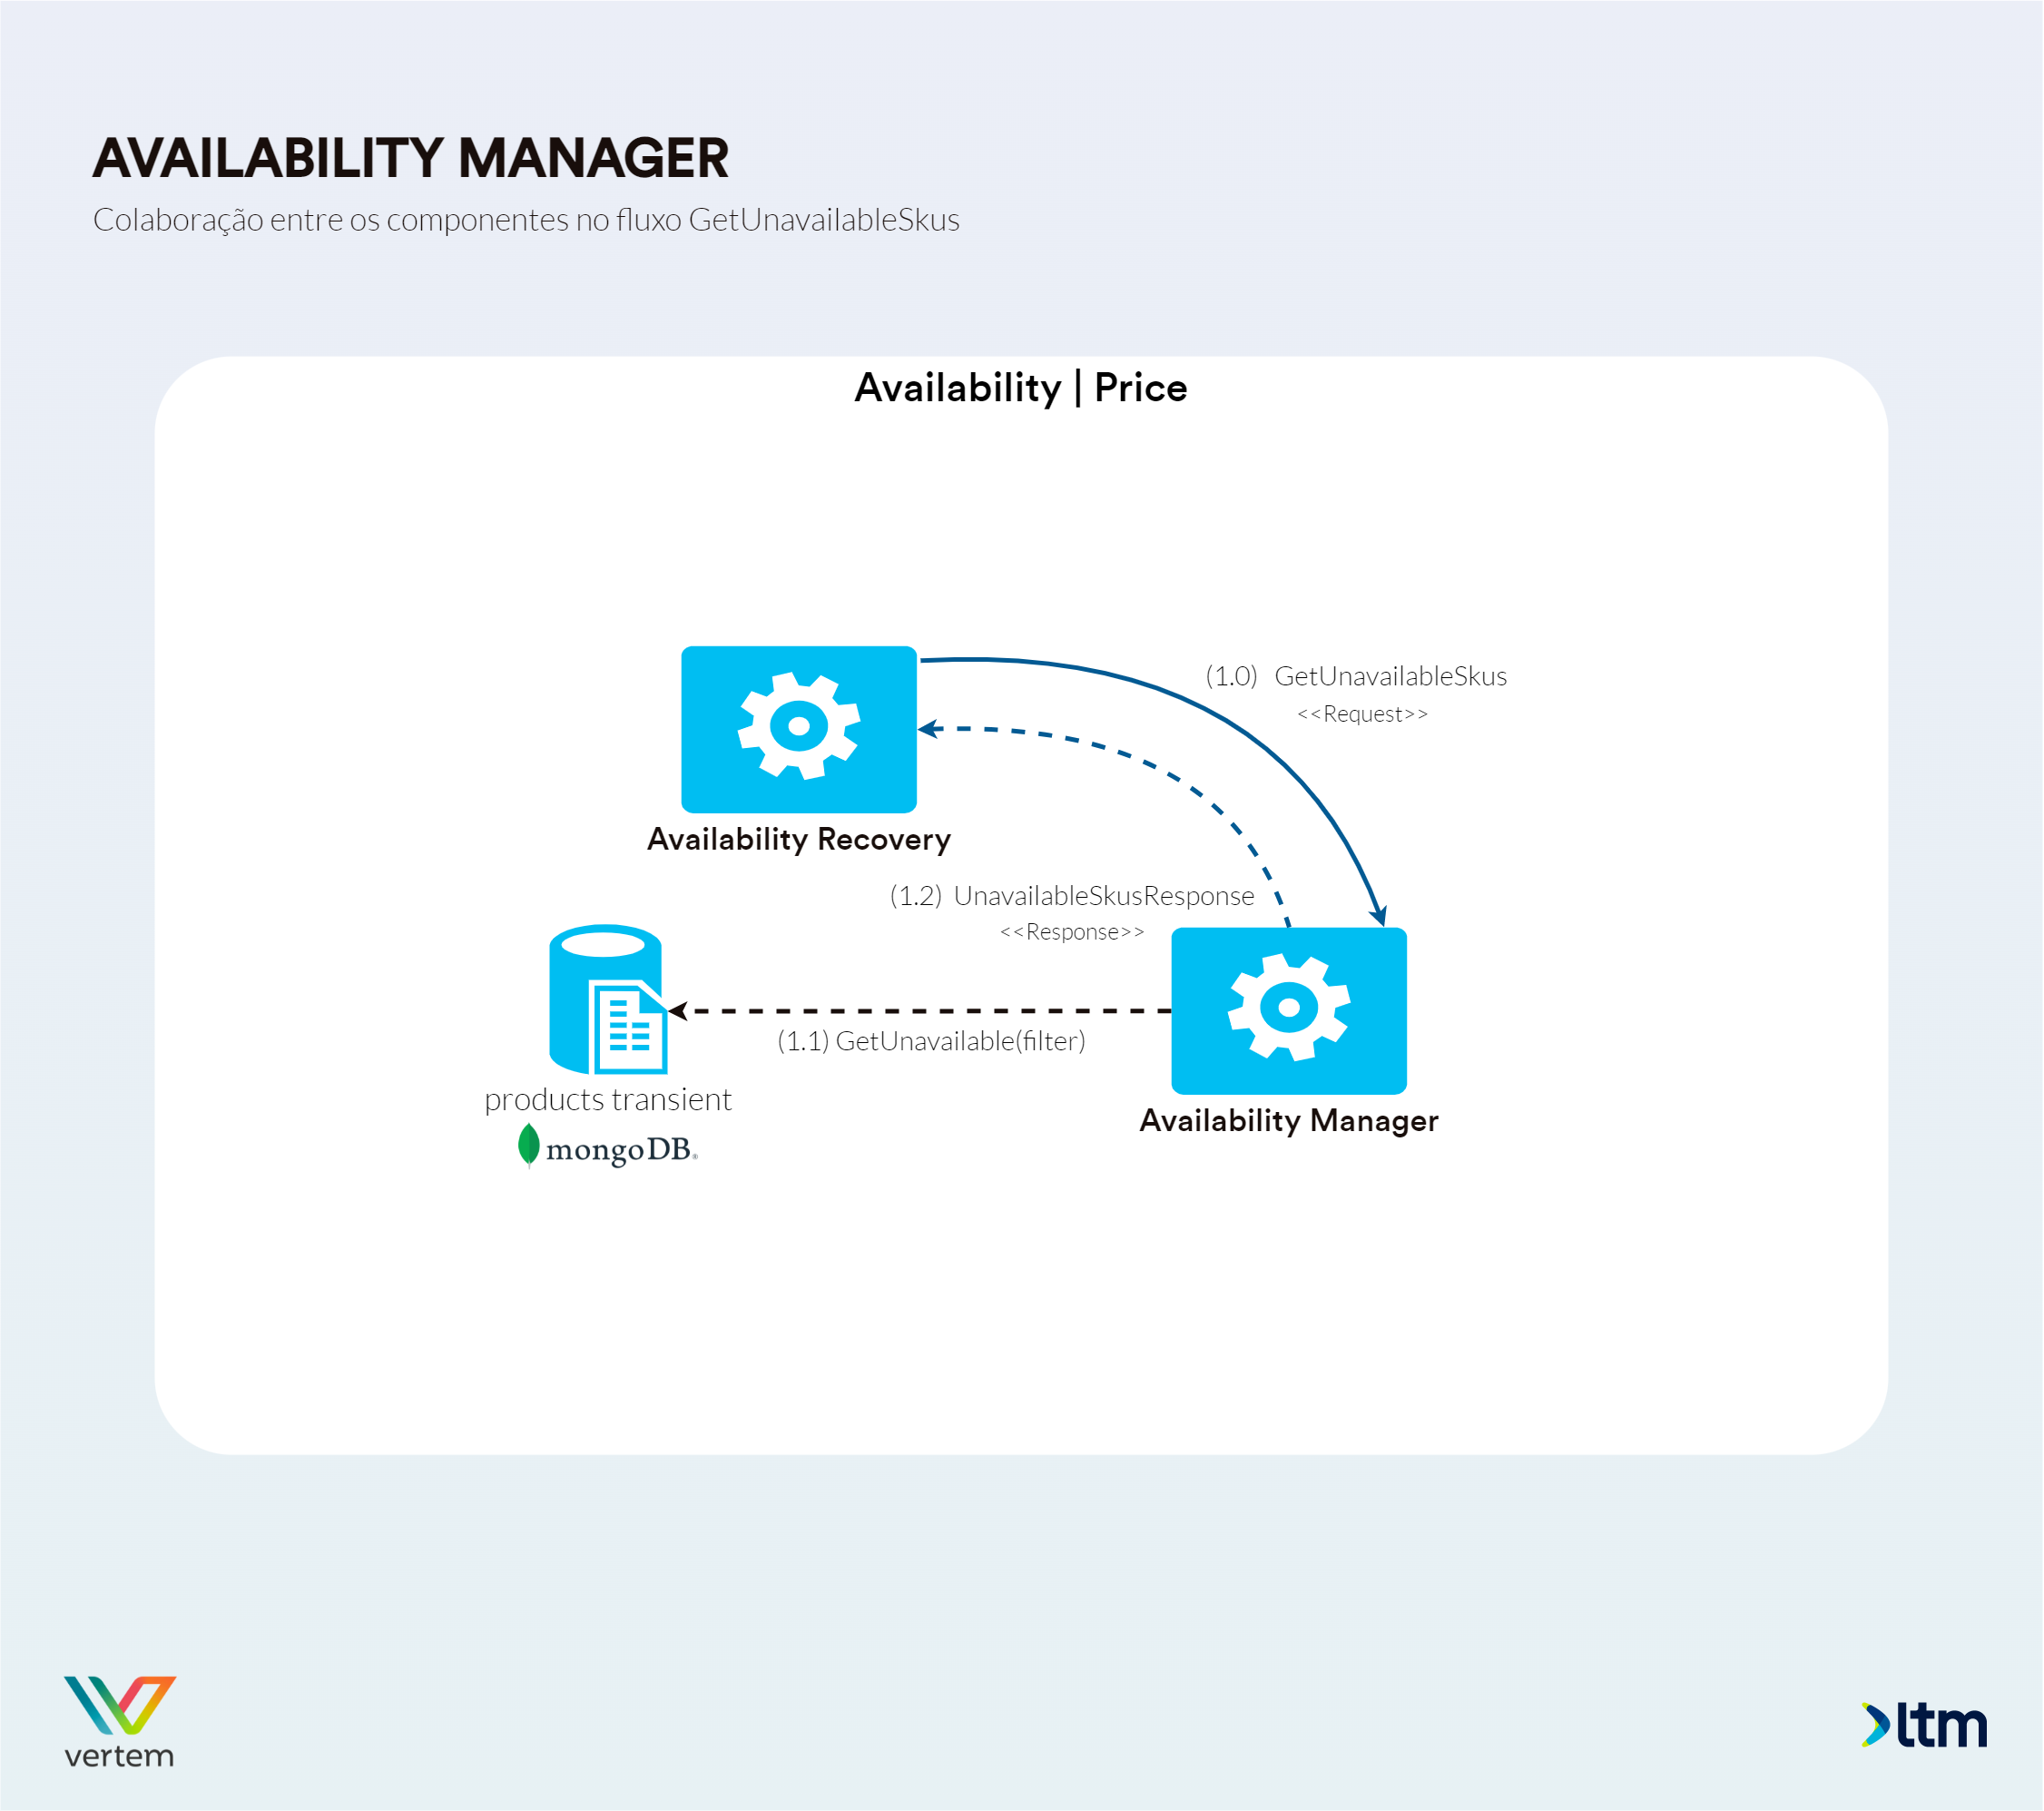 AVAILABILITY MANAGER
Colaboração entre os componentes no fluxo GetUnavailableSkus
Availability | Price
(1.0) GetUnavailableSkus
<<Request>>
Availability Recovery
(1.2) UnavailableSkusResponse
<<Response>>
(1.1) GetUnavailable(filter)
products transient
mongoDB®
Availability Manager
vertem
ltm